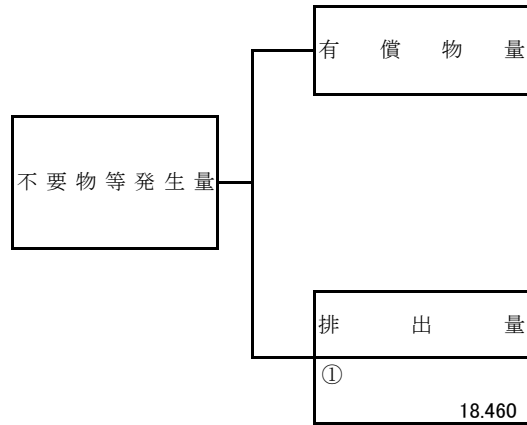 有償物量
不要物等発生量
排出量
①
18.460